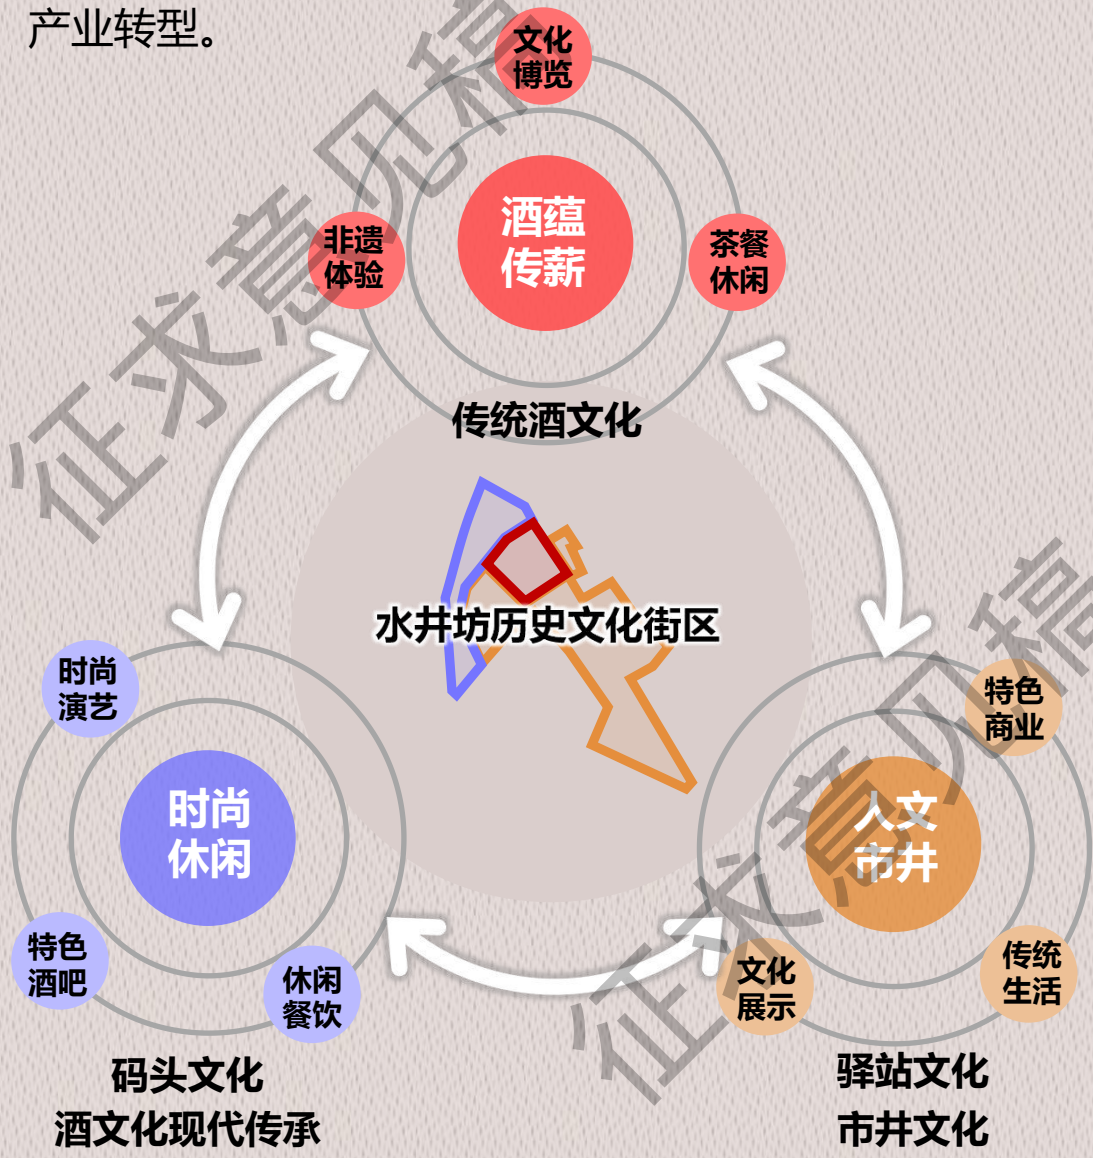 产业转型。
文化
博览
酒蕴
传薪
非遗
体验
茶餐
休闲
传统酒文化
水井坊历史文化街区
时尚
演艺
时尚
休闲
特色
酒吧
休闲
餐饮
码头文化
酒文化现代传承
特色
商业
人文
市井
文化
展示
传统
生活
驿站文化
市井文化
征求意见稿
征求意见稿